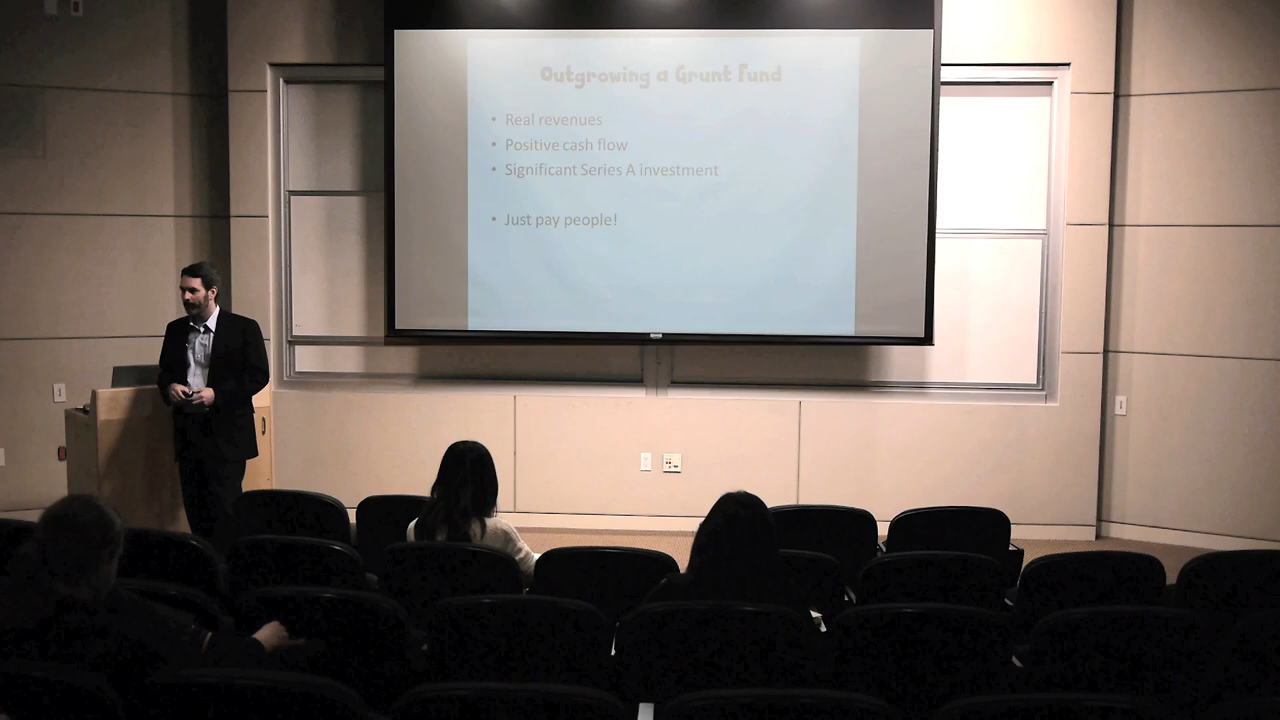 Outgrowing a Grunt Fund
• Real revenues
• Positive cash flow
• Significant Series A investment
• Just pay people!